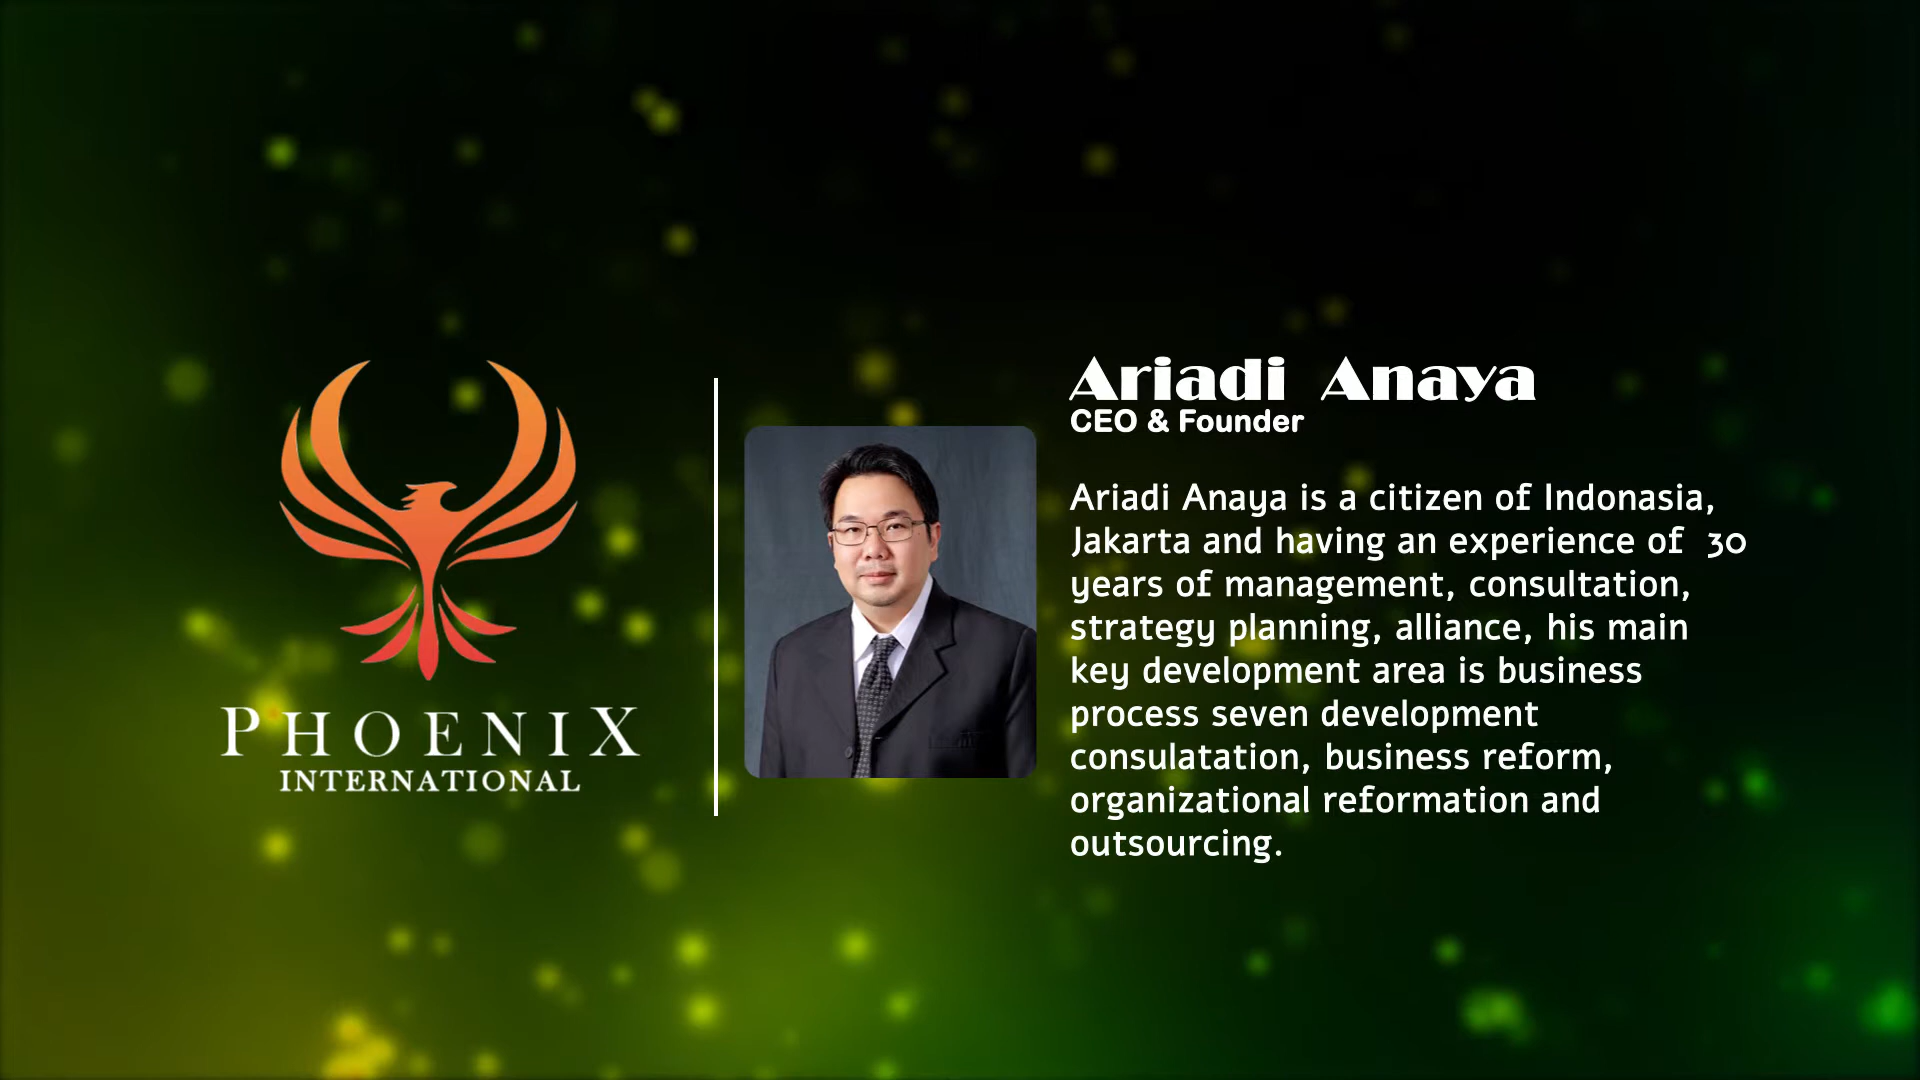 PHOENIX
INTERNATIONAL
Ariadi Anaya
CEO & Founder
Ariadi Anaya is a citizen of Indonasia,
Jakarta and having an experience of 30
years of management, consultation,
strategy planning, alliance, his main
key development area is business
process seven development
consulatation, business reform,
organizational reformation and
outsourcing.